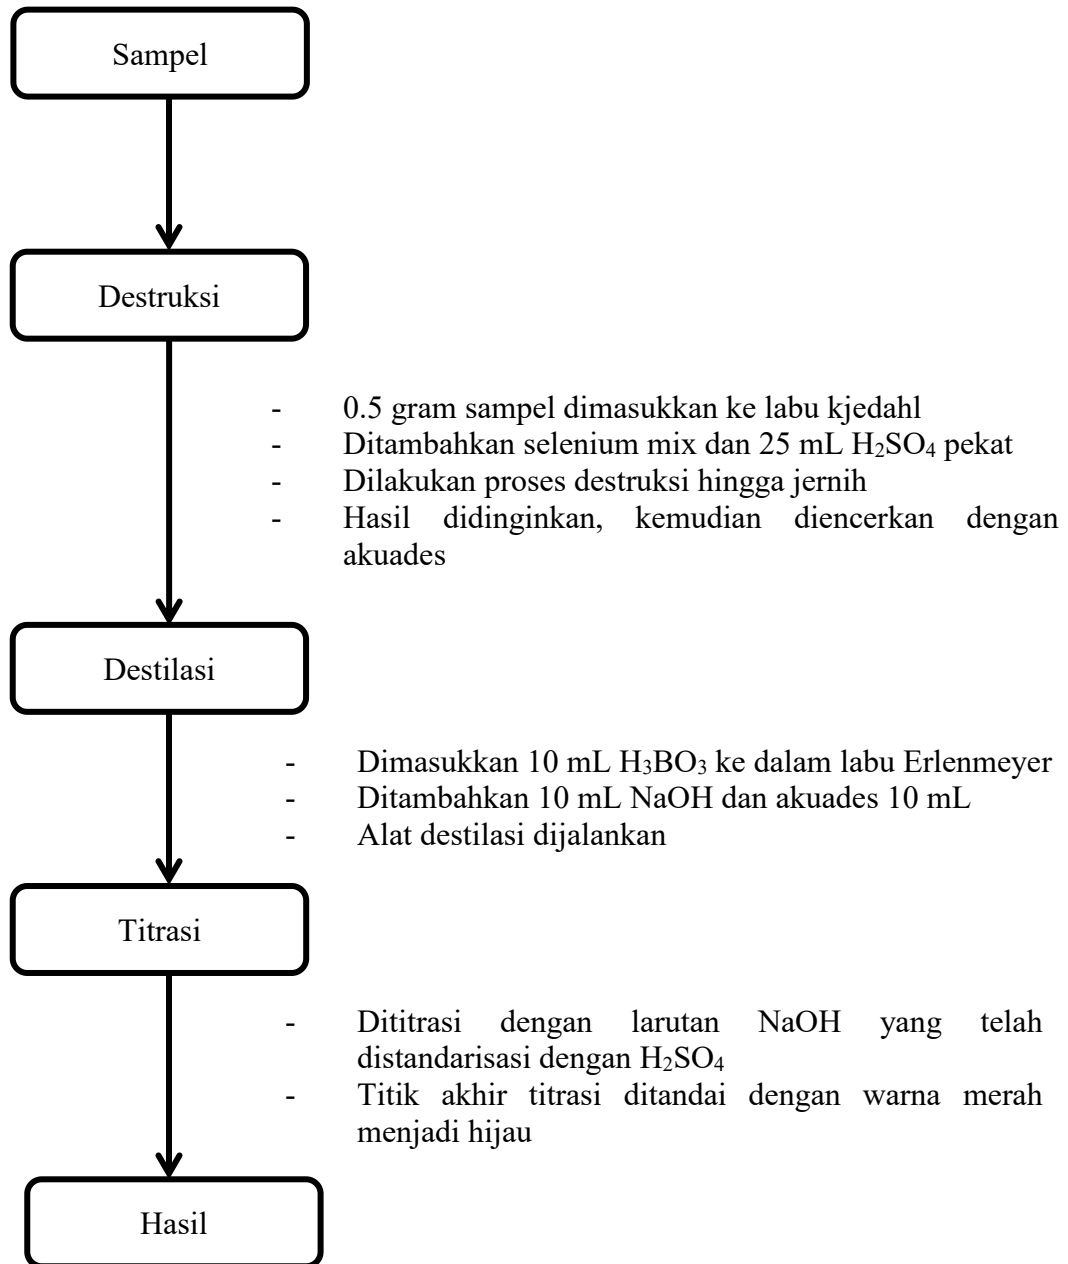 Sampel
Destruksi
- 0.5 gram sampel dimasukkan ke labu kjedahl
- Ditambahkan selenium mix dan 25 mL H₂SO₄ pekat
- Dilakukan proses destruksi hingga jernih
- Hasil didinginkan, kemudian diencerkan dengan
akuades
Destilasi
- Dimasukkan 10 mL H₃BO₃ ke dalam labu Erlenmeyer
- Ditambahkan 10 mL NaOH dan akuades 10 mL
- Alat destilasi dijalankan
Titrasi
- Dititrasi dengan larutan NaOH yang telah
distandarisasi dengan H₂SO₄
- Titik akhir titrasi ditandai dengan warna merah
menjadi hijau
Hasil